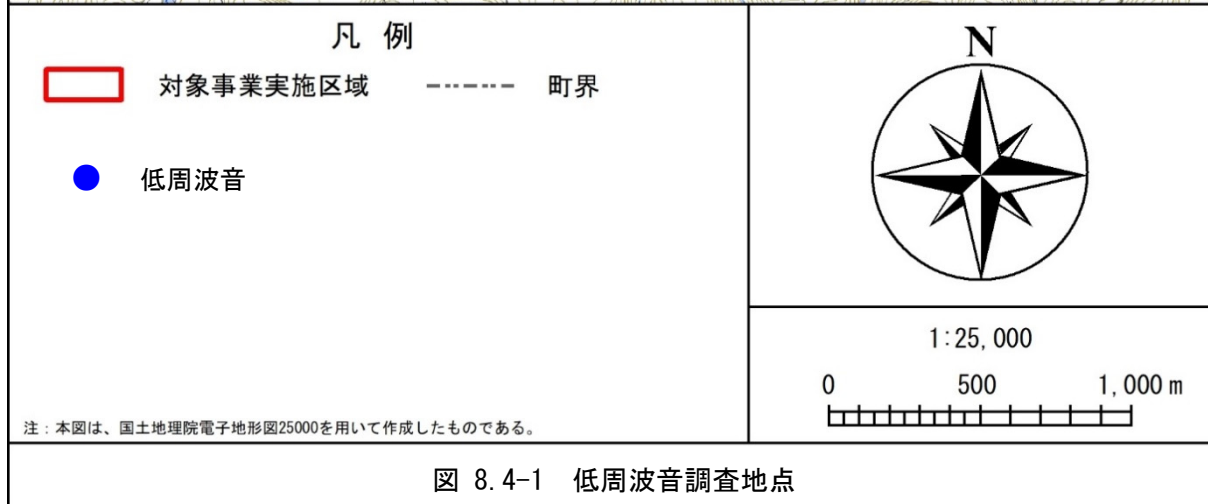 凡 例
対象事業実施区域 町界
低周波音
注：本図は、国土地理院電子地形図25000を用いて作成したものである。
N
1:25,000
0 500 1,000 m
図 8.4-1 低周波音調査地点